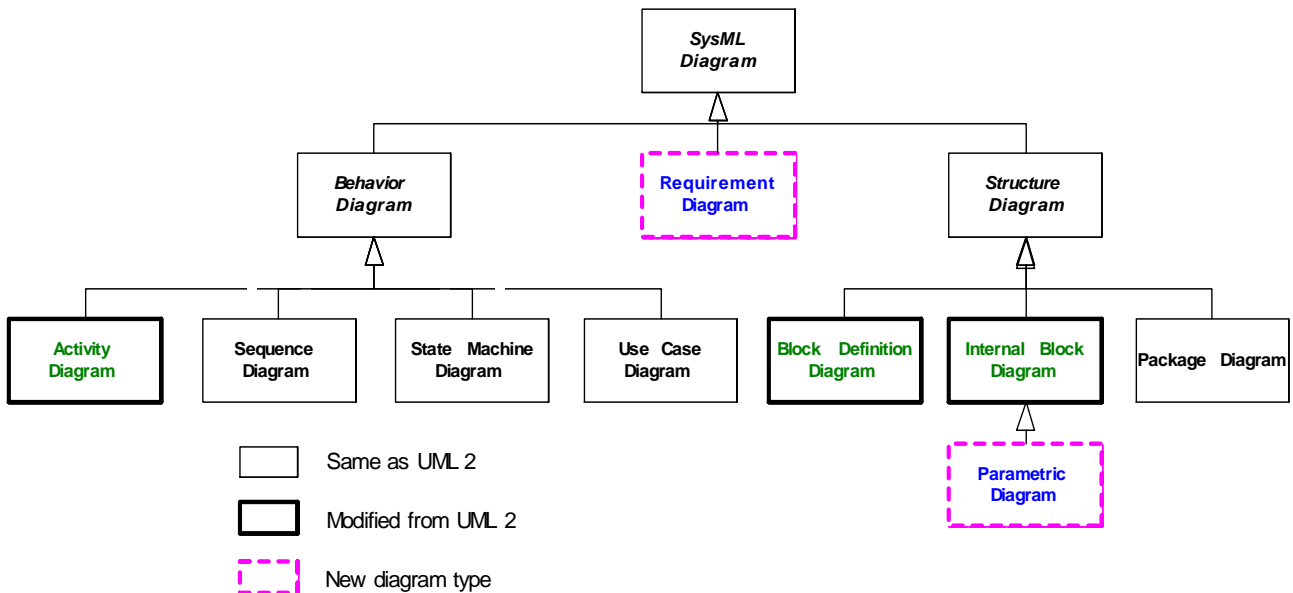 SysML
Diagram
Behavior
Diagram
Requirement
Diagram
Structure
Diagram
Activity
Diagram
Sequence
Diagram
State Machine
Diagram
Use Case
Diagram
Block Definition
Diagram
Internal Block
Diagram
Package Diagram
Same as UML 2
Parametric
Diagram
Modified from UML 2
New diagram type